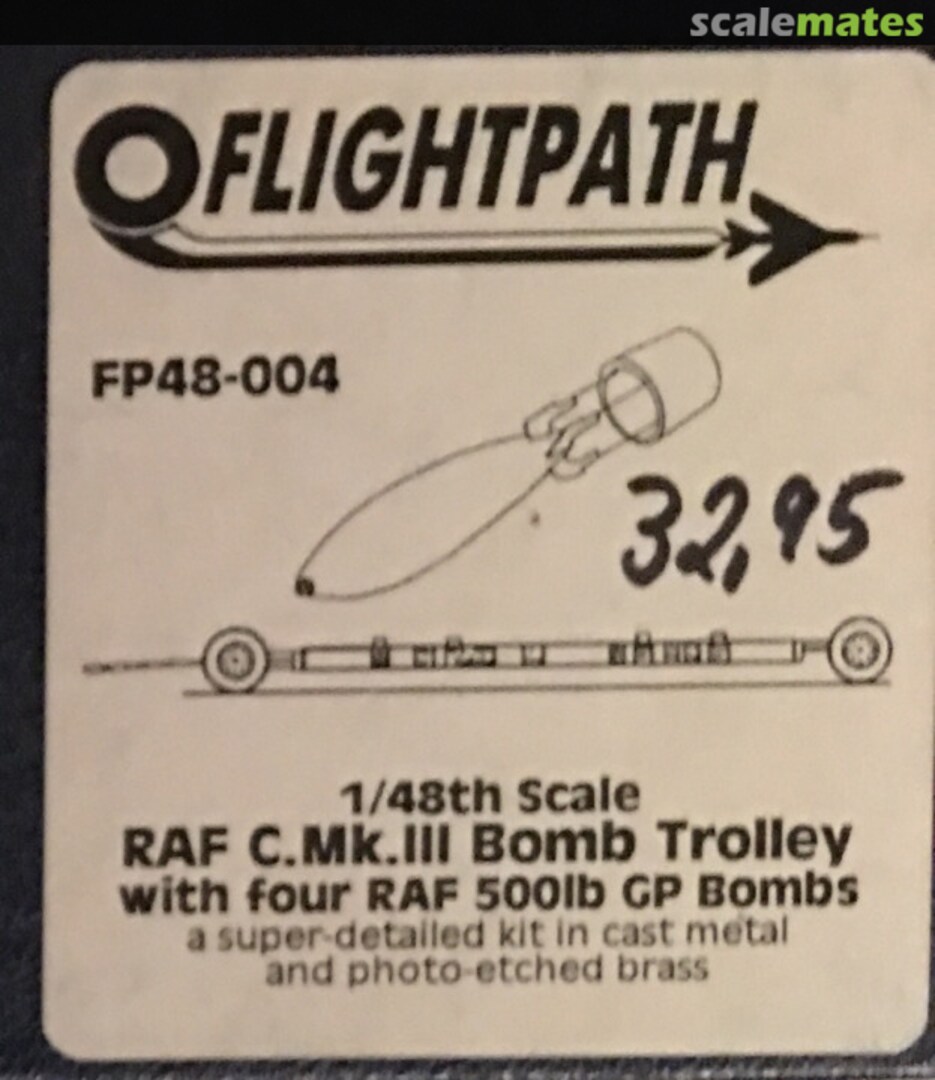 scalemates
FLIGHTPATH
FP48-004
32,95
1/48th Scale
RAF C.Mk.III Bomb Trolley
with four RAF 500lb GP Bombs
a super-detailed kit in cast metal
and photo-etched brass